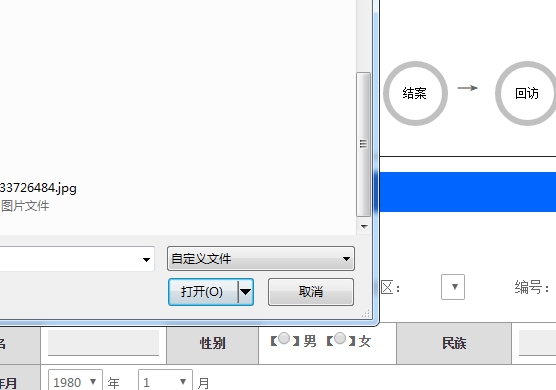 结案 → 回访
33726484.jpg
图片文件
自定义文件
打开(O) 取消
区： 编号：
名 性别 【】男 【】女 民族
年月 1980 年 1 月